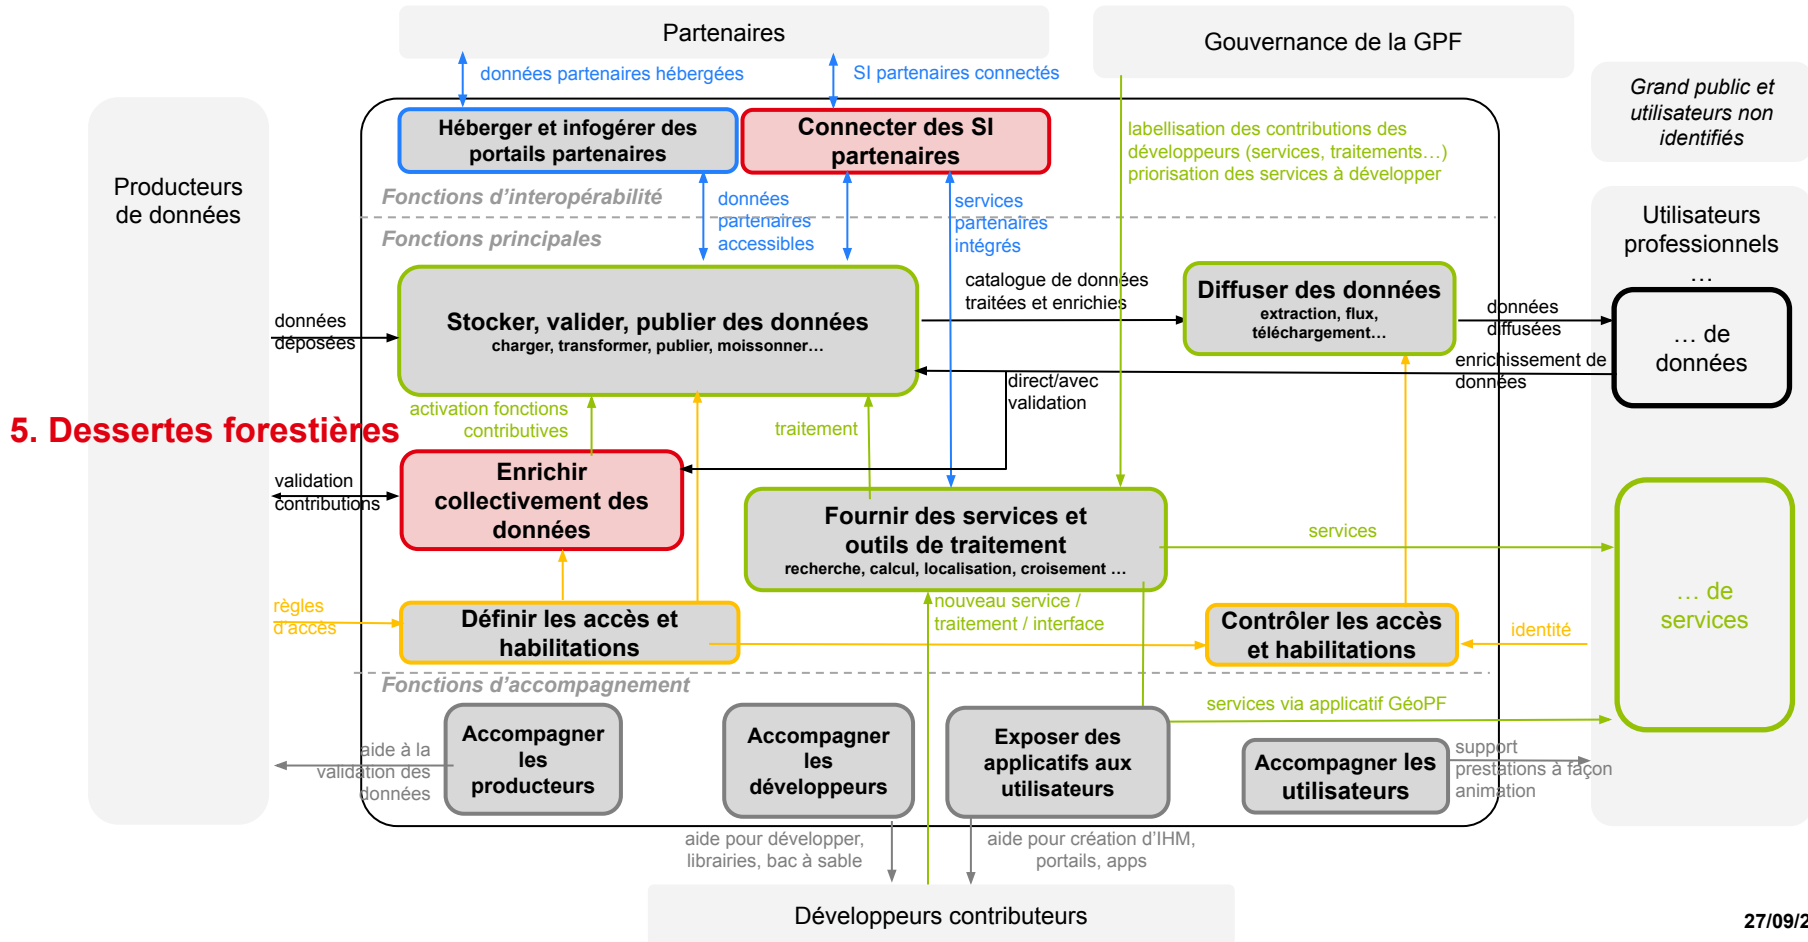 Partenaires
Gouvernance de la GPF
données partenaires hébergées
SI partenaires connectés
Grand public et
utilisateurs non
identifiés
Héberger et infogérer des
portails partenaires
Connecter des SI
partenaires
labellisation des contributions des
développeurs (services, traitements…)
priorisation des services à développer
Producteurs
de données
Fonctions d'interopérabilité
données
partenaires
accessibles
services
partenaires
intégrés
Utilisateurs
professionnels
…
Fonctions principales
données
déposées
Stocker, valider, publier des données
charger, transformer, publier, moissonner…
catalogue de données
traitées et enrichies
Diffuser des données
extraction, flux,
téléchargement…
données
diffusées
… de
données
enrichissement de
données
direct/avec
validation
activation fonctions
contributives
traitement
5. Dessertes forestières
validation
contributions
Enrichir
collectivement des
données
Fournir des services et
outils de traitement
recherche, calcul, localisation, croisement …
services
… de
services
règles
d'accès
Définir les accès et
habilitations
nouveau service /
traitement / interface
Contrôler les accès
et habilitations
identité
Fonctions d'accompagnement
services via applicatif GéoPF
aide à la
validation des
données
Accompagner
les
producteurs
Accompagner
les
développeurs
Exposer des
applicatifs aux
utilisateurs
Accompagner les
utilisateurs
support
prestations à façon
animation
aide pour développer,
librairies, bac à sable
aide pour création d'IHM,
portails, apps
Développeurs contributeurs
27/09/2